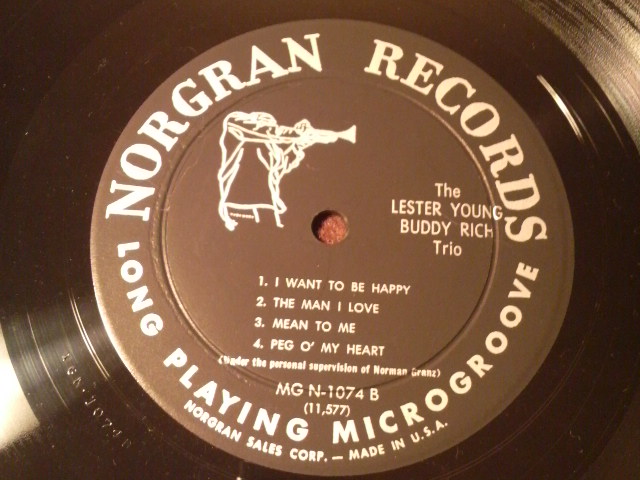 NORGRAN RECORDS
The
LESTER YOUNG
BUDDY RICH
Trio
1. I WANT TO BE HAPPY
2. THE MAN I LOVE
3. MEAN TO ME
4. PEG O' MY HEART
(Under the personal supervision of Norman Granz)
MG N-1074 B
(11,577)
LONG PLAYING MICROGROOVE
NORGRAN SALES CORP. — MADE IN U.S.A.